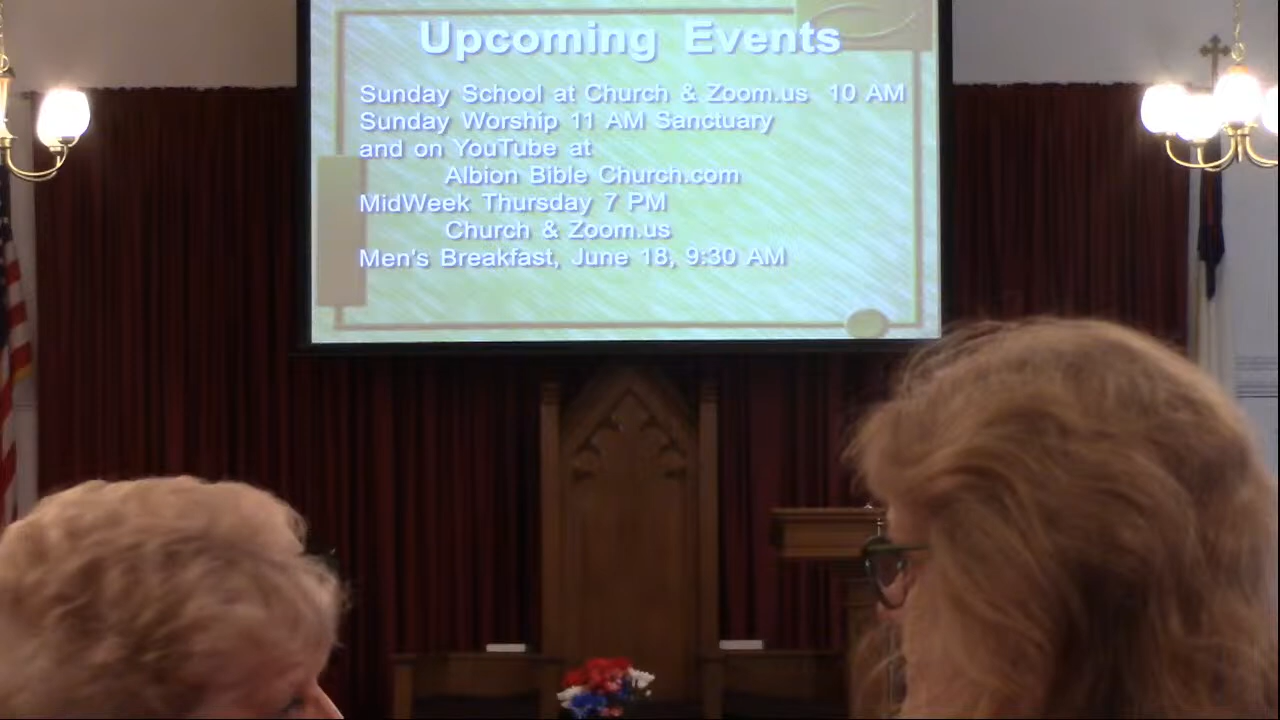 Upcoming Events
Sunday School at Church & Zoom.us 10 AM
Sunday Worship 11 AM Sanctuary
and on YouTube at
Albion Bible Church.com
MidWeek Thursday 7 PM
Church & Zoom.us
Men's Breakfast, June 18, 9:30 AM